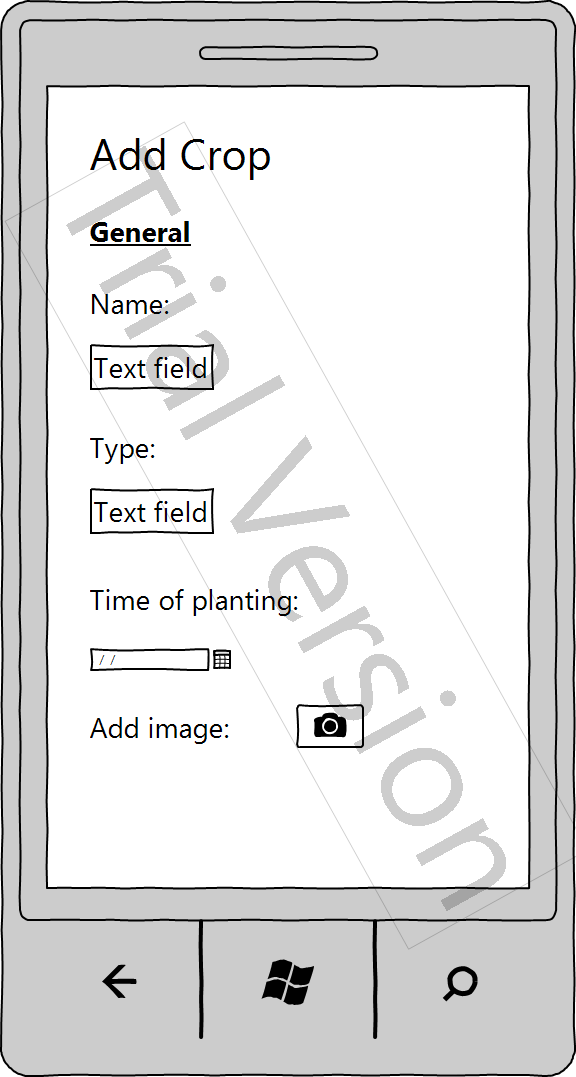 Add Crop
General
Name:
Text field
Type:
Text field
Time of planting:
/ /
Add image:
Trial Version